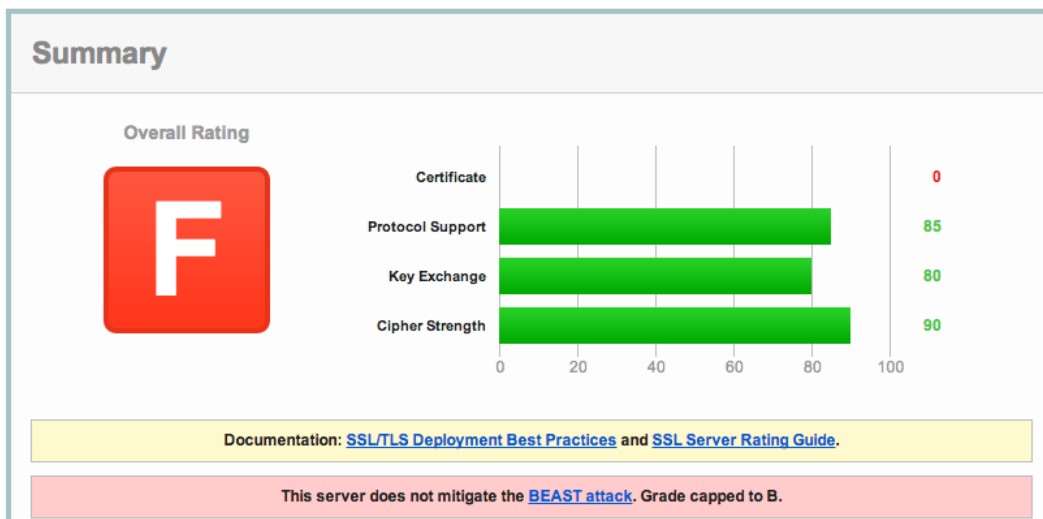 Summary
Overall Rating
F
Certificate 0
Protocol Support 85
Key Exchange 80
Cipher Strength 90
0 20 40 60 80 100
Documentation: SSL/TLS Deployment Best Practices and SSL Server Rating Guide.
This server does not mitigate the BEAST attack. Grade capped to B.